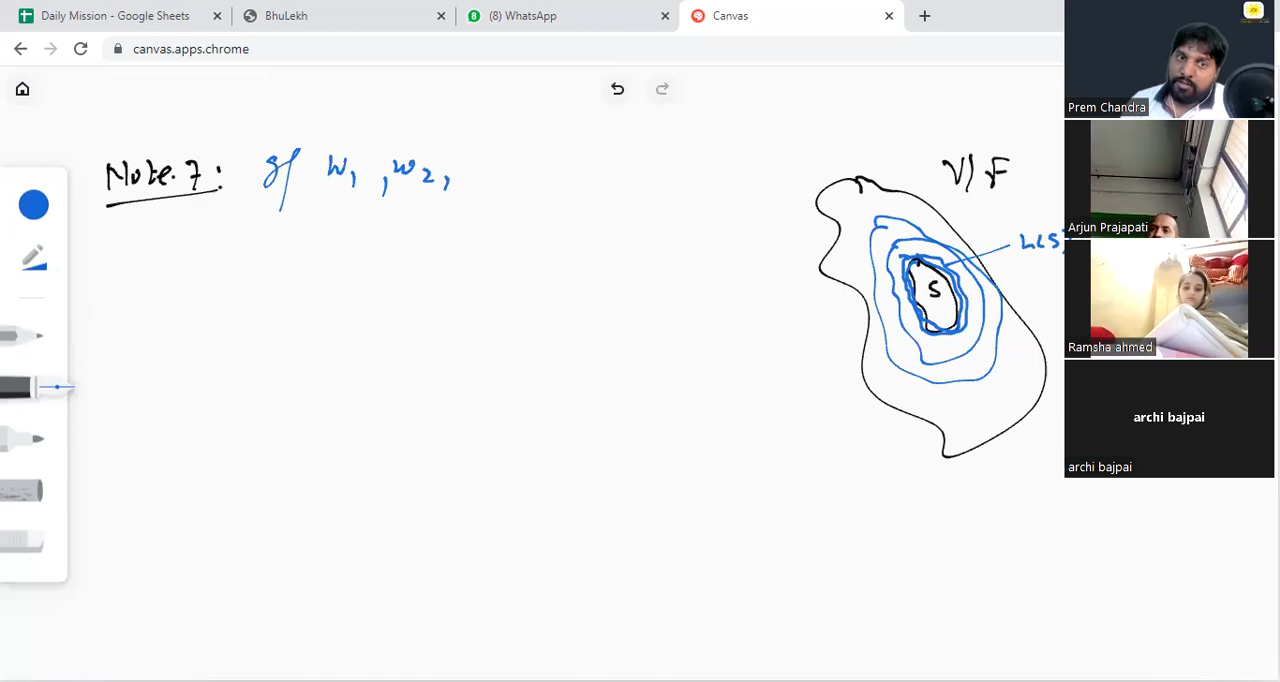 Daily Mission - Google Sheets
BhuLekh
(8) WhatsApp
Canvas
canvas.apps.chrome
Note.7: If W1, W2,
V/F
L(S)
S
Prem Chandra
Arjun Prajapati
Ramsha ahmed
archi bajpai
archi bajpai